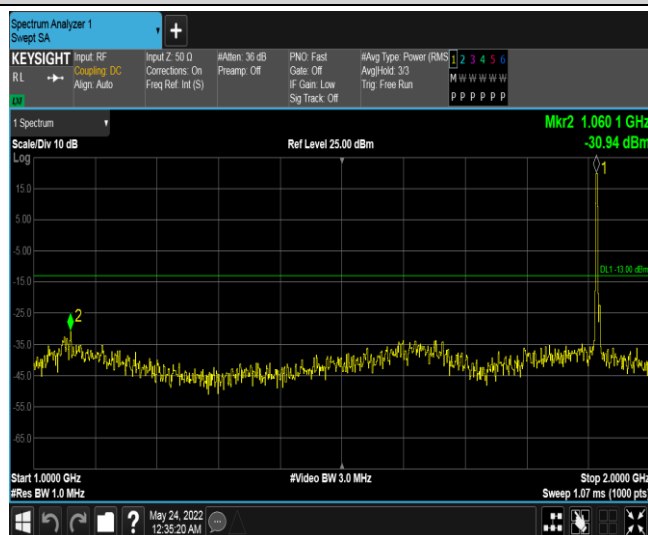 Spectrum Analyzer 1
Swept SA
KEYSIGHT
RL
Input: RF
Coupling: DC
Align: Auto
Input Z: 50 Ω
Corrections: On
Freq Ref: Int (S)
#Atten: 36 dB
Preamp: Off
PNO: Fast
Gate: Off
IF Gain: Low
Sig Track: Off
#Avg Type: Power (RMS
Avg|Hold: 3/3
Trig: Free Run
1 2 3 4 5 6
M W W W W W
P P P P P P
1 Spectrum
Mkr2 1.060 1 GHz
-30.94 dBm
Scale/Div 10 dB
Ref Level 25.00 dBm
Log
15.0
5.00
-5.00
-15.0
-25.0
-35.0
-45.0
-55.0
-65.0
1
2
DL1 -13.00 dBm
Start 1.0000 GHz
#Video BW 3.0 MHz
Stop 2.0000 GHz
#Res BW 1.0 MHz
Sweep 1.07 ms (1000 pts)
?
May 24, 2022
12:35:20 AM